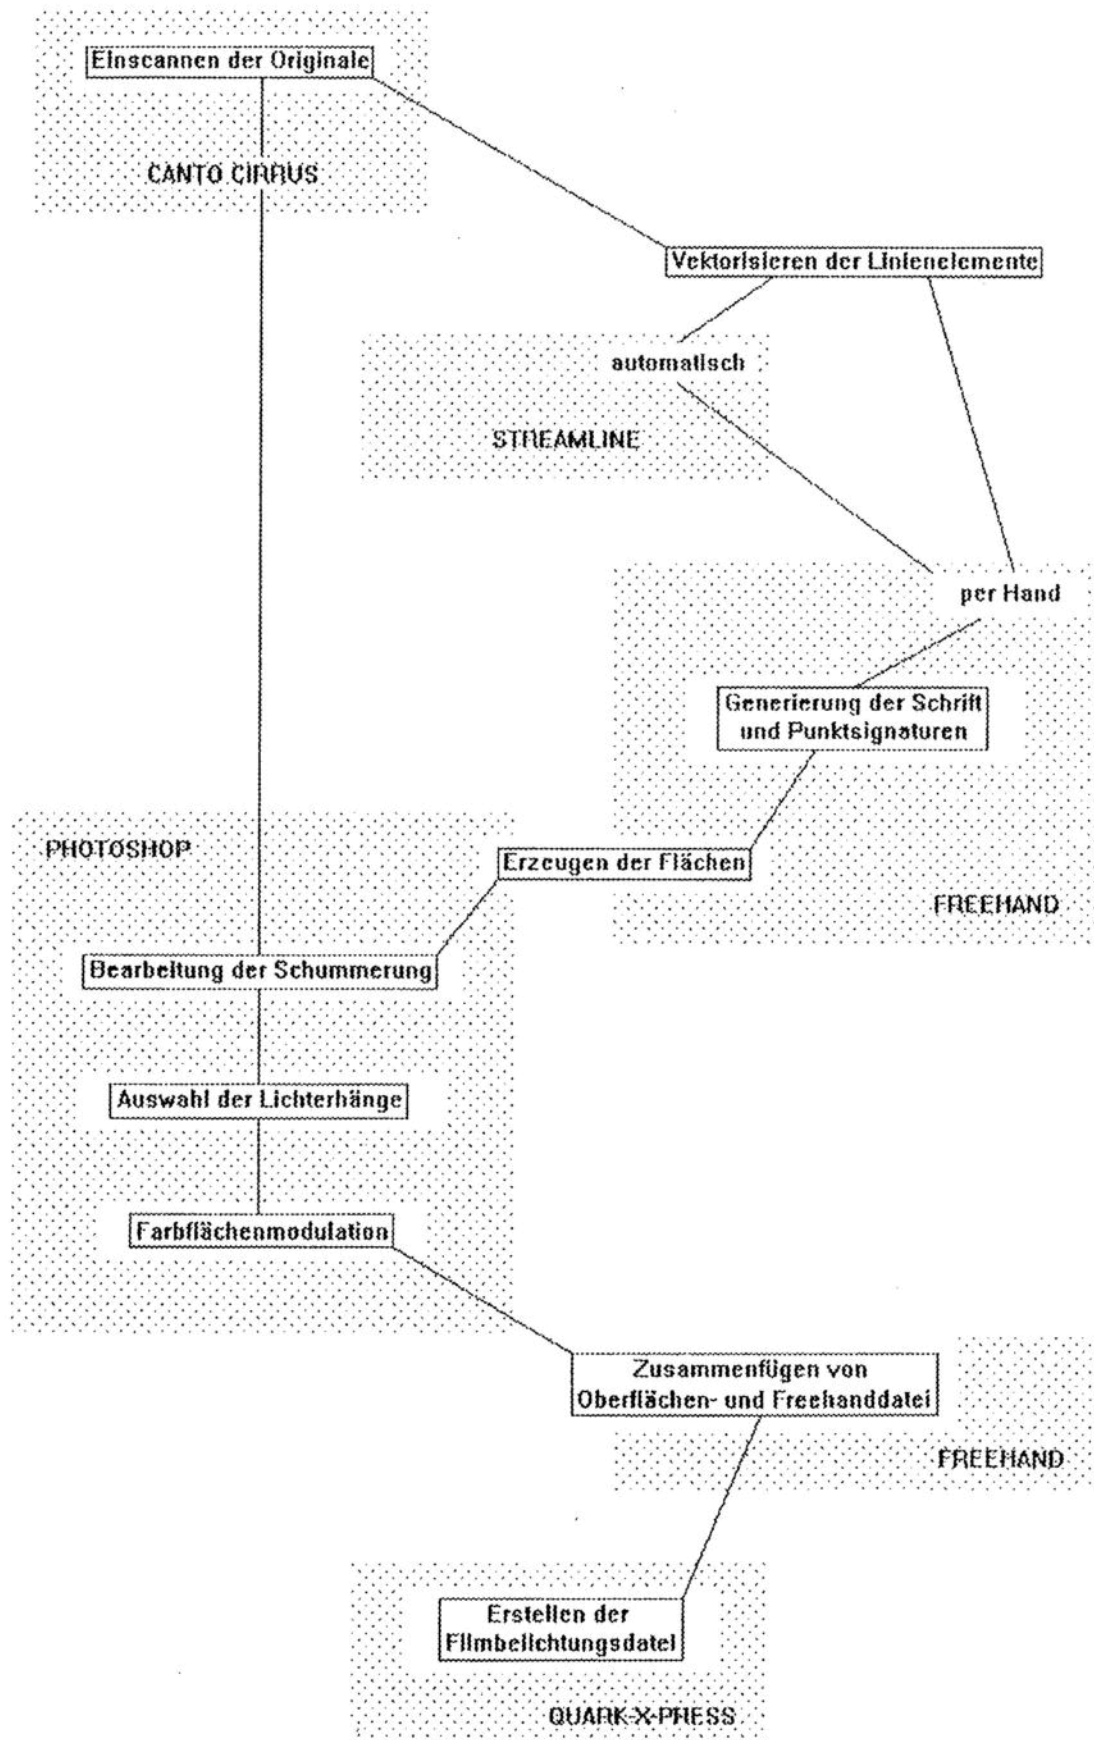 Einscannen der Originale
CANTO CIRRUS
Vektorisieren der Linienelemente
automatisch
STREAMLINE
per Hand
Generierung der Schrift
und Punktsignaturen
PHOTOSHOP
Erzeugen der Flächen
FREEHAND
Bearbeitung der Schummerung
Auswahl der Lichterhänge
Farbflächenmodulation
Zusammenfügen von
Oberflächen- und Freehanddatei
FREEHAND
Erstellen der
Filmbelichtungsdatei
QUARK-X-PRESS